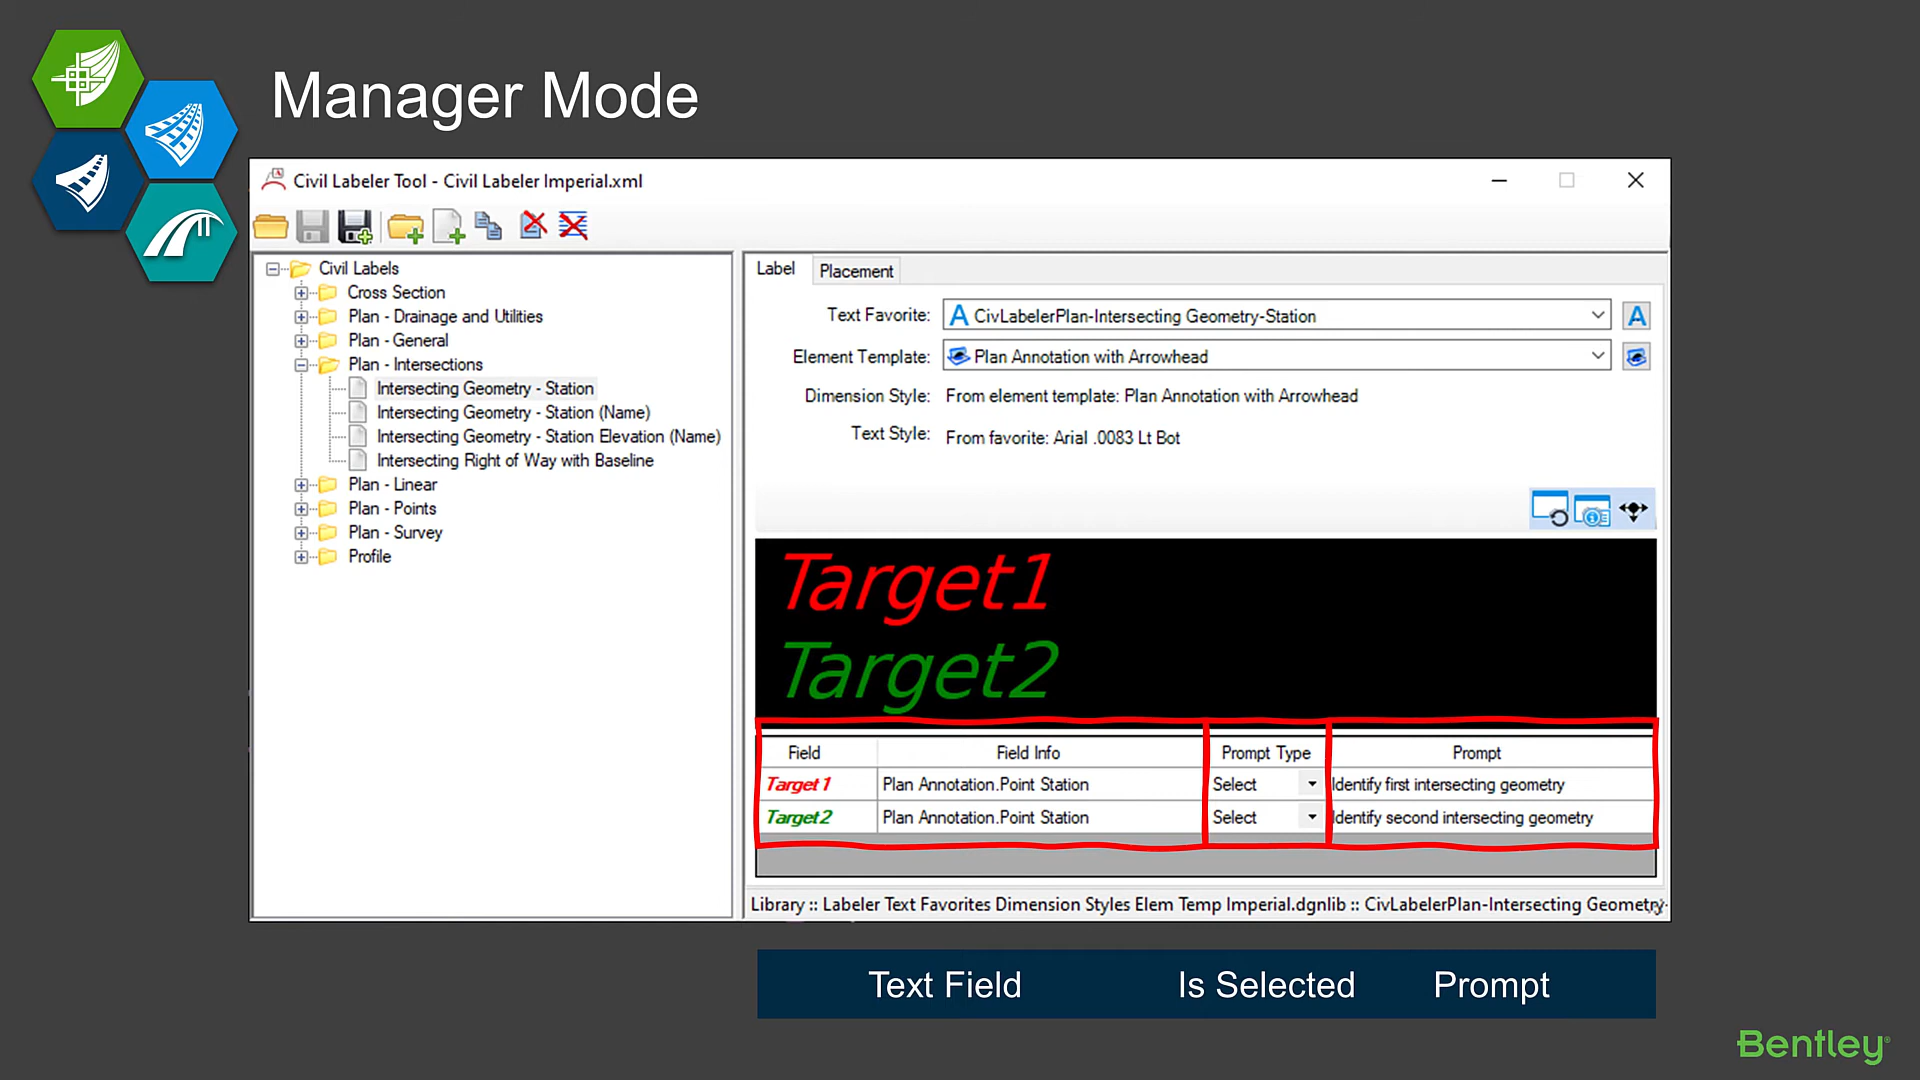 Manager Mode
Civil Labeler Tool - Civil Labeler Imperial.xml
Civil Labels
Cross Section
Plan - Drainage and Utilities
Plan - General
Plan - Intersections
Intersecting Geometry - Station
Intersecting Geometry - Station (Name)
Intersecting Geometry - Station Elevation (Name)
Intersecting Right of Way with Baseline
Plan - Linear
Plan - Points
Plan - Survey
Profile
Label Placement
Text Favorite: CivLabelerPlan-Intersecting Geometry-Station
Element Template: Plan Annotation with Arrowhead
Dimension Style: From element template: Plan Annotation with Arrowhead
Text Style: From favorite: Arial .0083 Lt Bot
Target1
Target2
Field Field Info Prompt Type Prompt
Target1 Plan Annotation.Point Station Select Identify first intersecting geometry
Target2 Plan Annotation.Point Station Select Identify second intersecting geometry
Library :: Labeler Text Favorites Dimension Styles Elem Temp Imperial.dgnlib :: CivLabelerPlan-Intersecting Geometry
Text Field Is Selected Prompt
Bentley